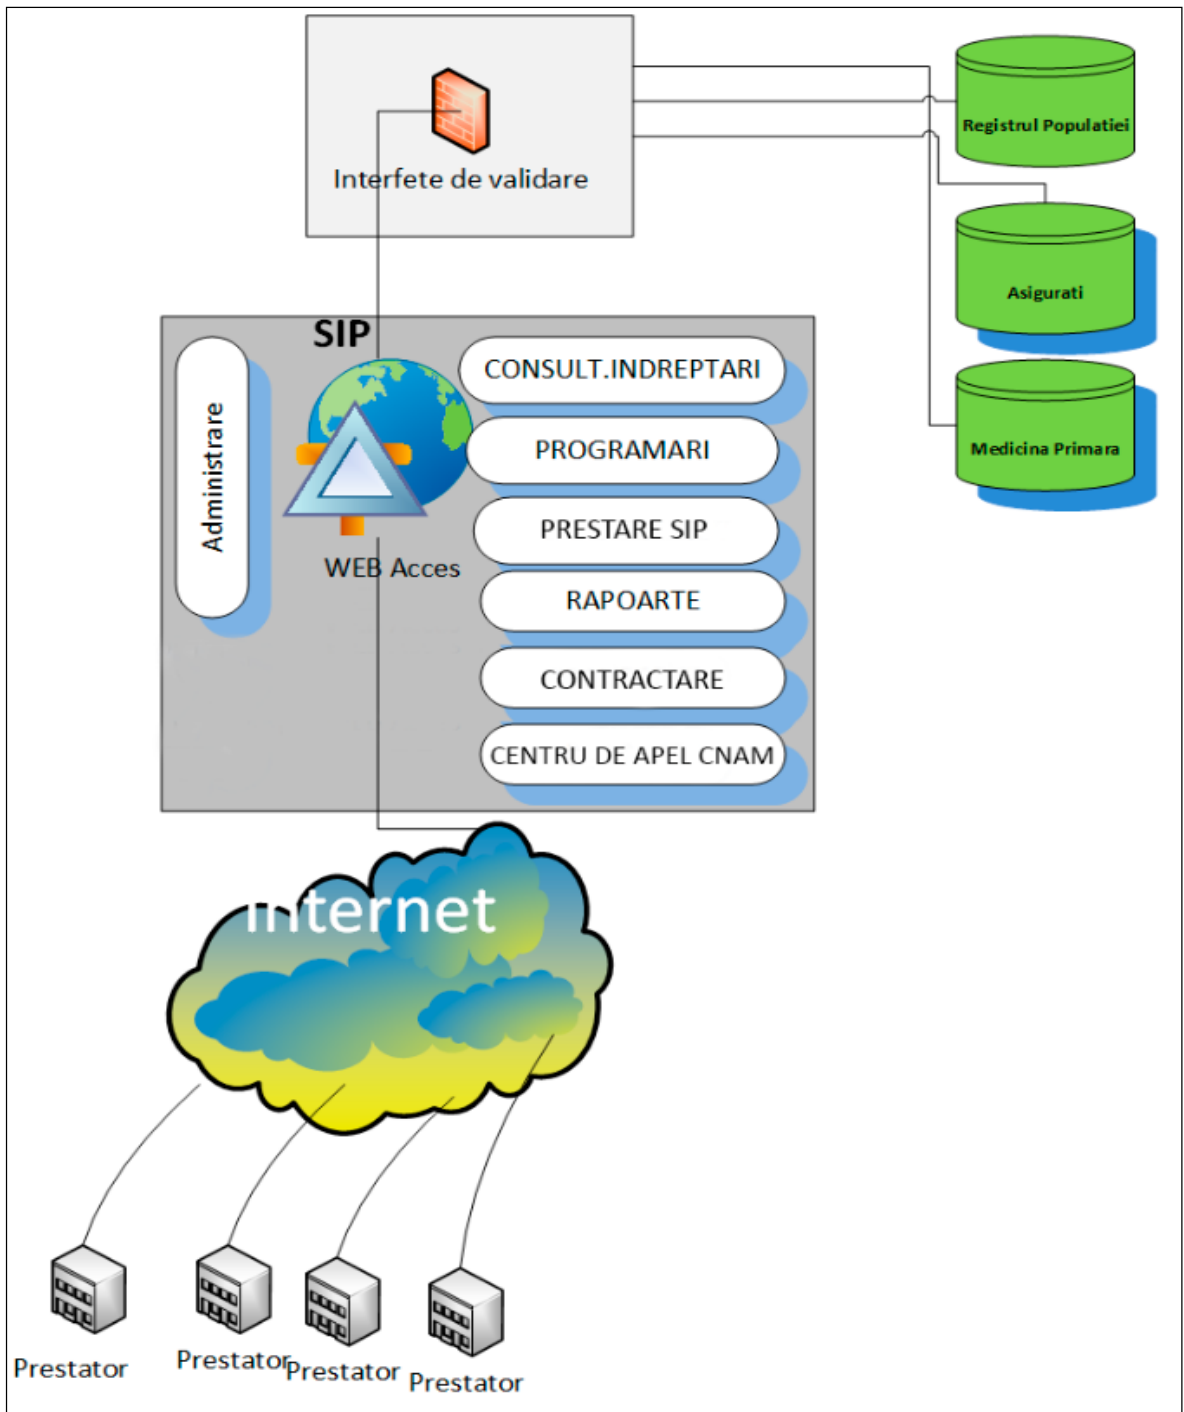 Interfete de validare
Registrul Populatiei
Asigurati
Medicina Primara
SIP
Administrare
WEB Acces
CONSULT.INDREPTARI
PROGRAMARI
PRESTARE SIP
RAPOARTE
CONTRACTARE
CENTRU DE APEL CNAM
Internet
Prestator
Prestator
Prestator
Prestator